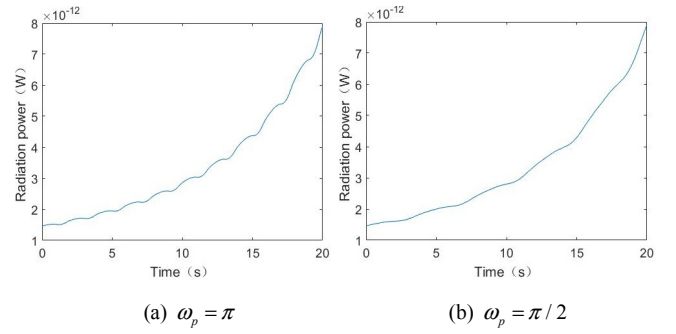 ×10⁻¹²
8
7
6
5
4
3
2
1
Radiation power（W）
0 5 10 15 20
Time（s）
(a) ωₚ = π
×10⁻¹²
8
7
6
5
4
3
2
1
Radiation power（W）
0 5 10 15 20
Time（s）
(b) ωₚ = π / 2